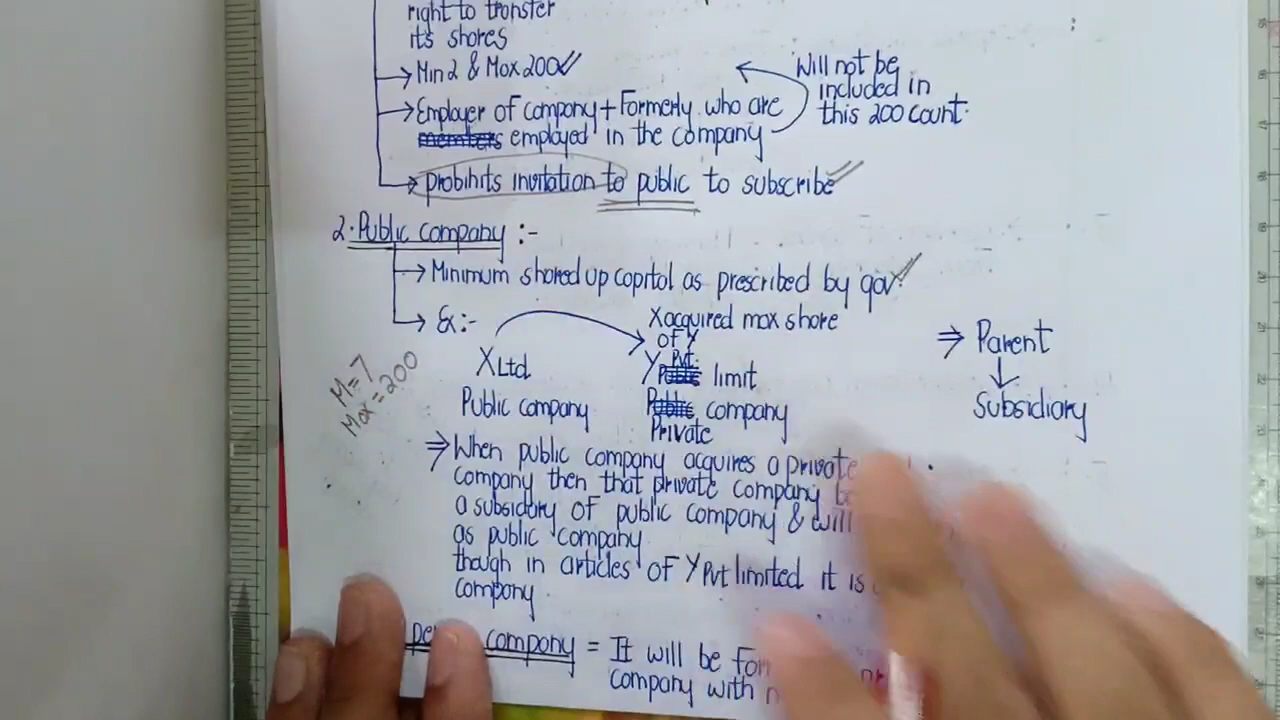 right to transfer
its shares
Min 2 & Max 200
Employer of company + Formerly who are
members employed in the company
Will not be
included in
this 200 count.
probihits invitation to public to subscribe
2. Public company :-
Minimum shared up capital as prescribed by gov.
Ex:-
X Ltd
Public company
X acquired max share
of Y
Y Pvt. limit
company
Private
⇒ Parent
Subsidiary
M=7
Max = 200
⇒ When public company acquires a private
company then that private company
a subsidory of public company & will
as public company
though in articles of Y Pvt limited it is
company.
company = It will be
company with